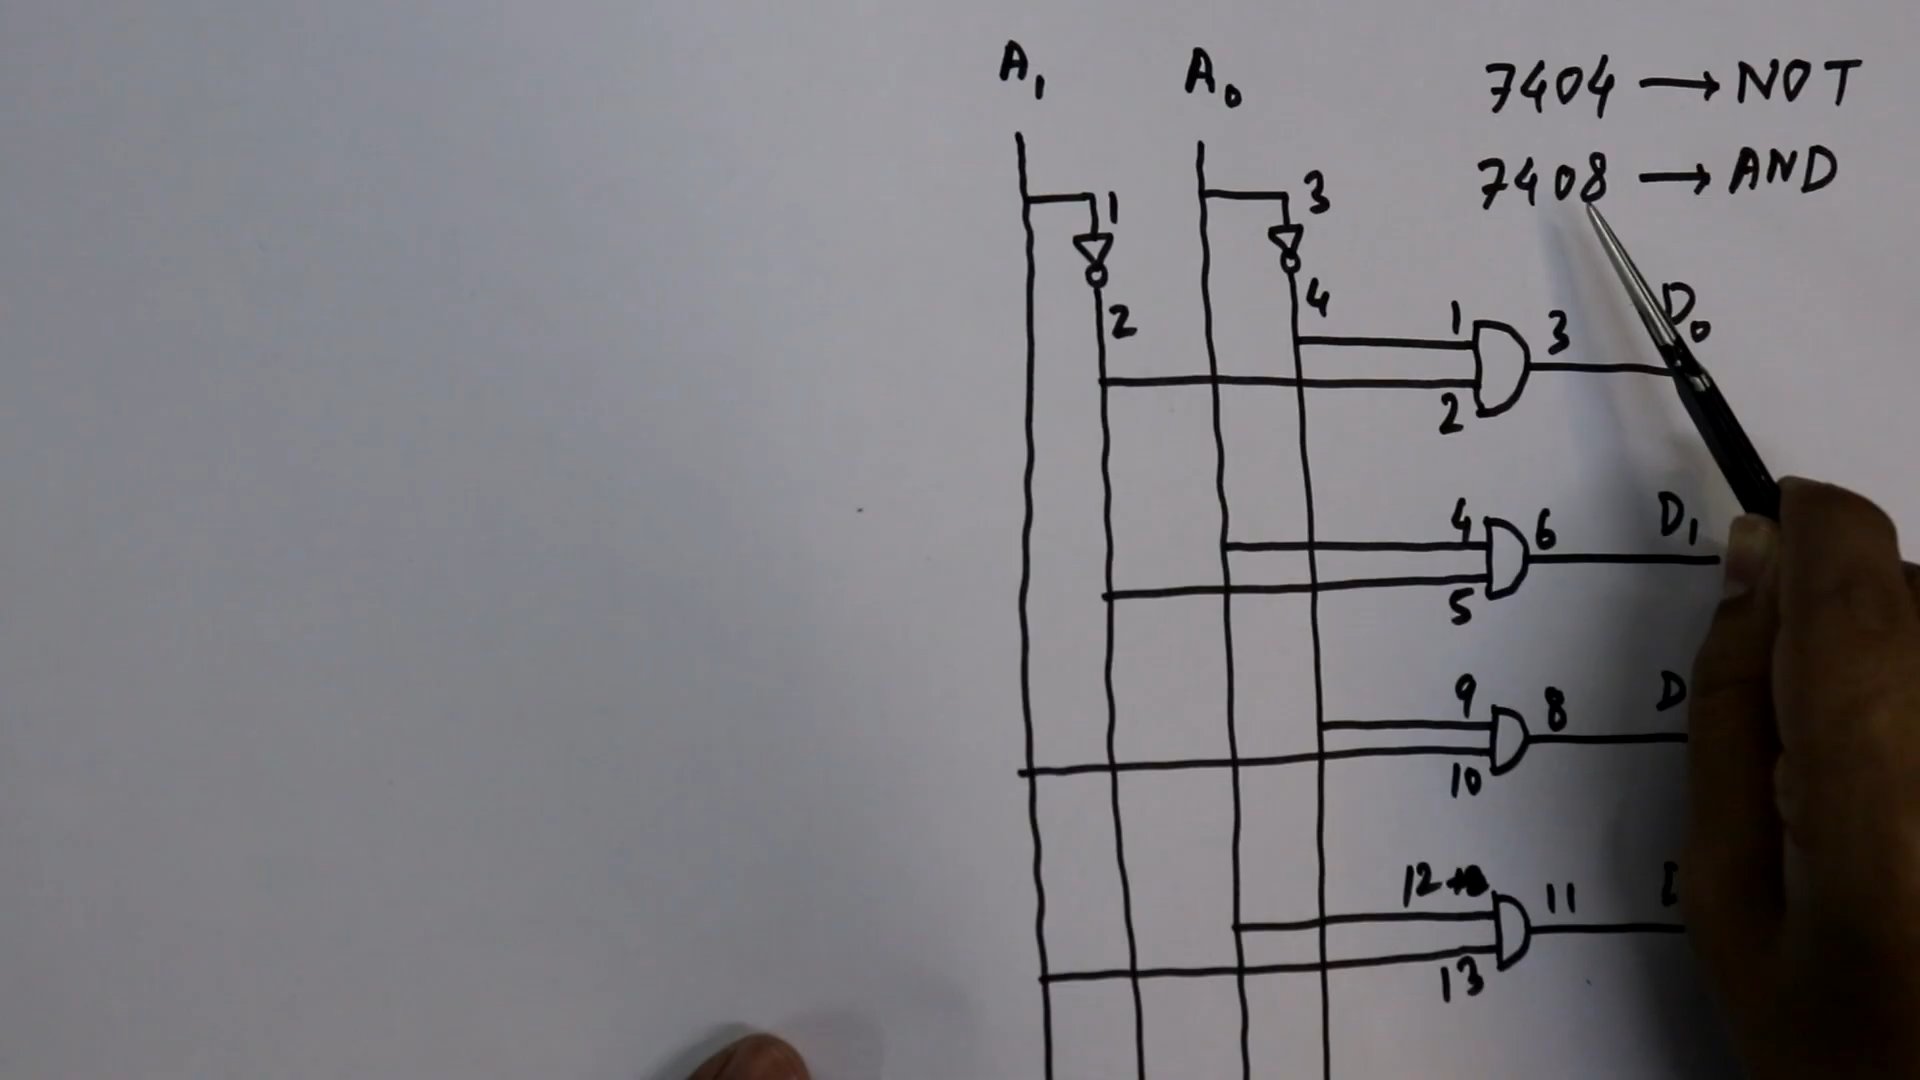 A1 A0 7404 → NOT
7408 → AND
1 3
2 4
1 3 D0
2
4 6 D1
5
9 8 D
10
12 11
13